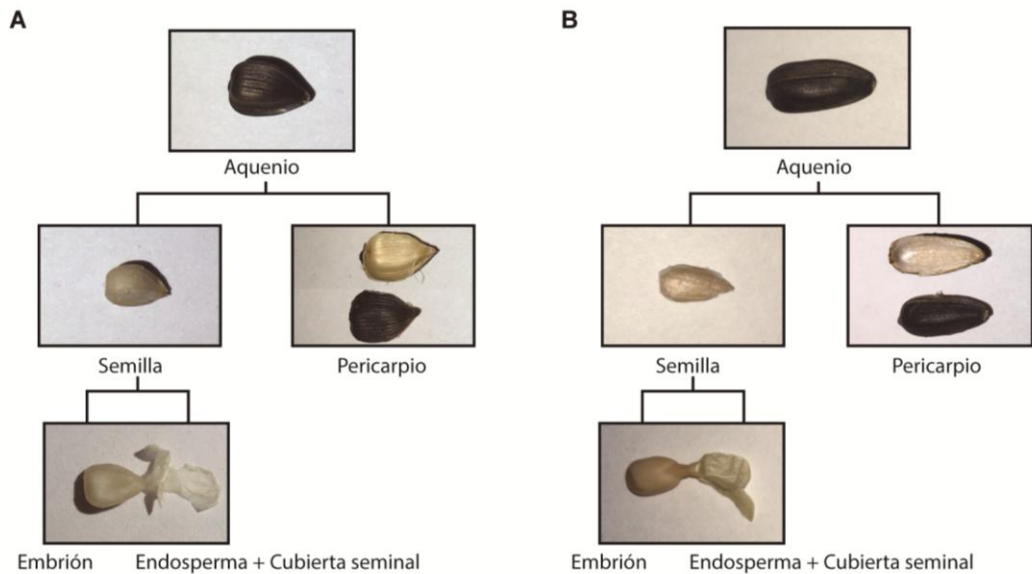 A
B
Aquenio
Aquenio
Semilla
Pericarpio
Semilla
Pericarpio
Embrión
Endosperma + Cubierta seminal
Embrión
Endosperma + Cubierta seminal